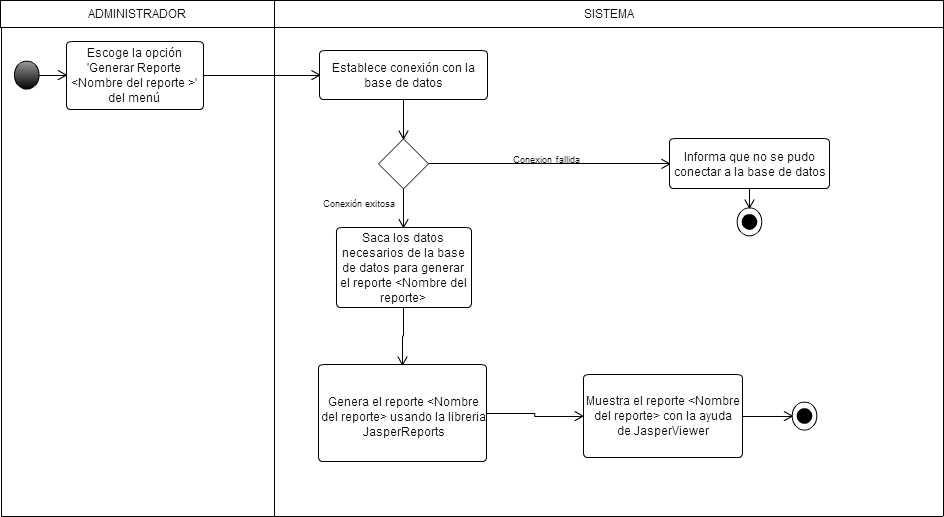 ADMINISTRADOR
SISTEMA
Escoge la opción
'Generar Reporte
<Nombre del reporte >'
del menú
Establece conexión con la
base de datos
Conexion fallida
Informa que no se pudo
conectar a la base de datos
Conexión exitosa
Saca los datos
necesarios de la base
de datos para generar
el reporte <Nombre del
reporte>
Genera el reporte <Nombre
del reporte> usando la libreria
JasperReports
Muestra el reporte <Nombre
del reporte> con la ayuda
de JasperViewer